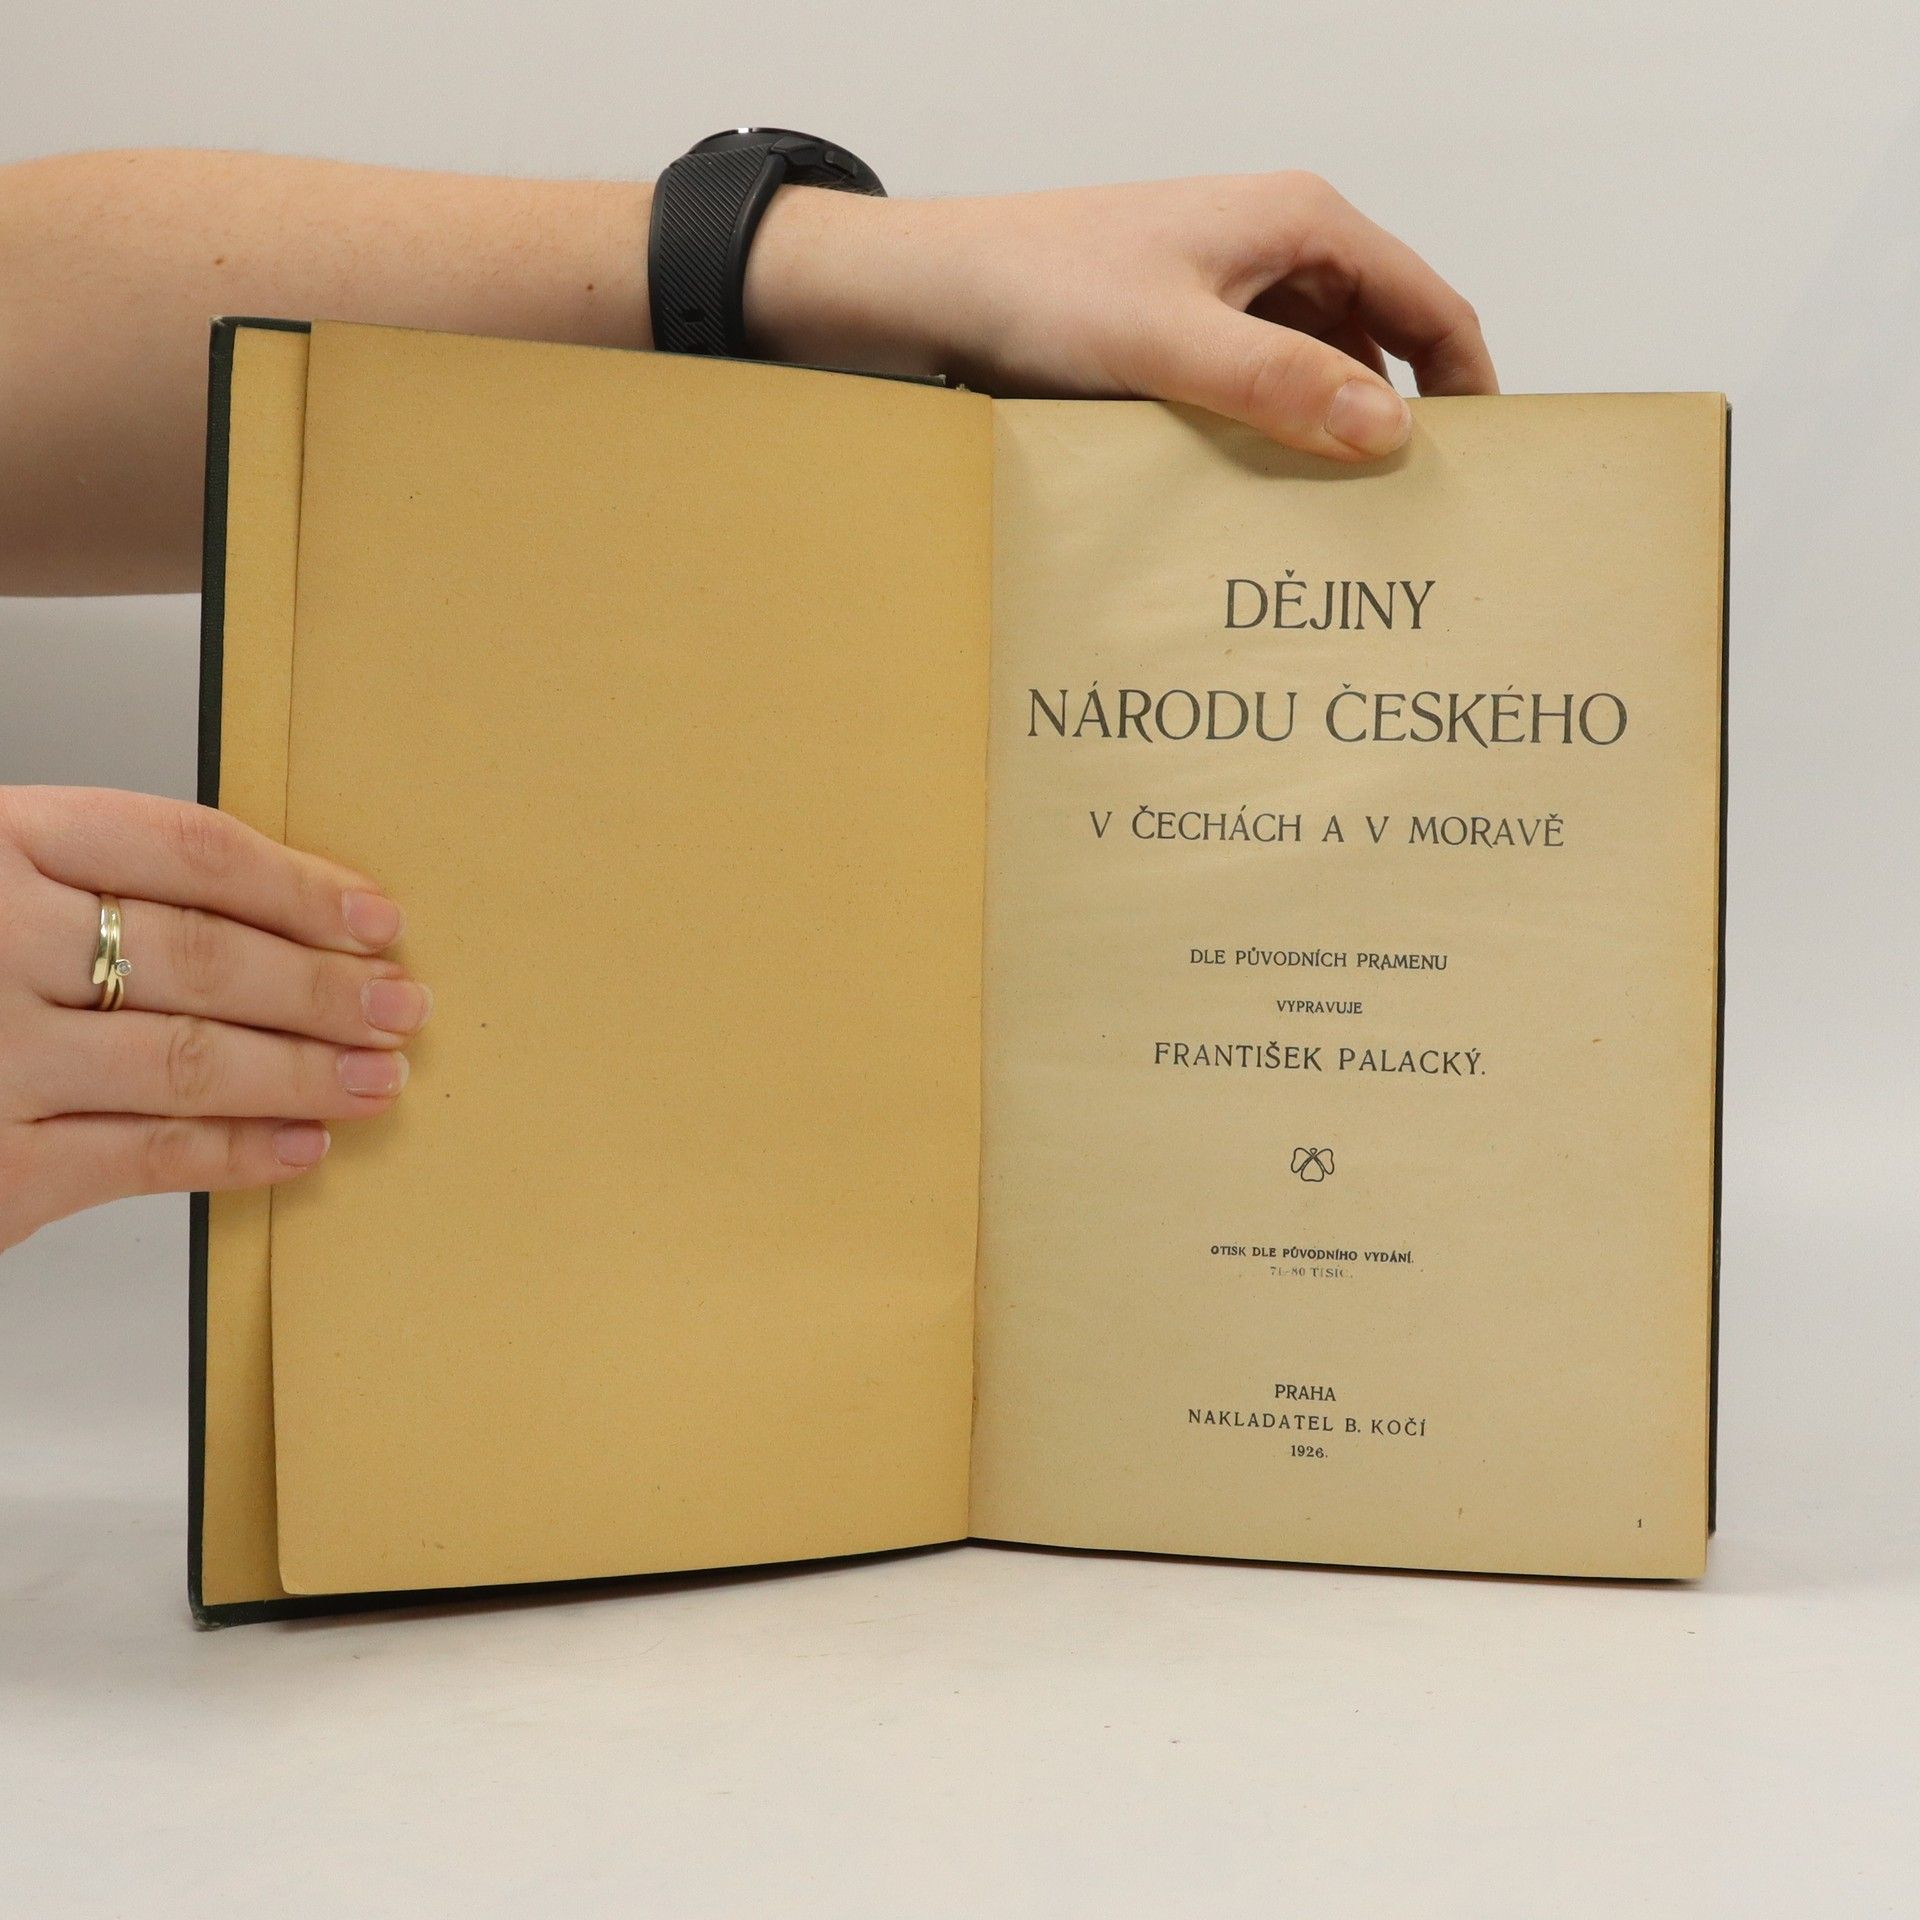 DĚJINY
NÁRODU ČESKÉHO
V ČECHÁCH A V MORAVĚ
DLE PŮVODNÍCH PRAMENU
VYPRAVUJE
FRANTIŠEK PALACKÝ.
OTISK DLE PŮVODNÍHO VYDÁNÍ.
71–80 TISÍC.
PRAHA
NAKLADATEL B. KOČÍ
1926.
1